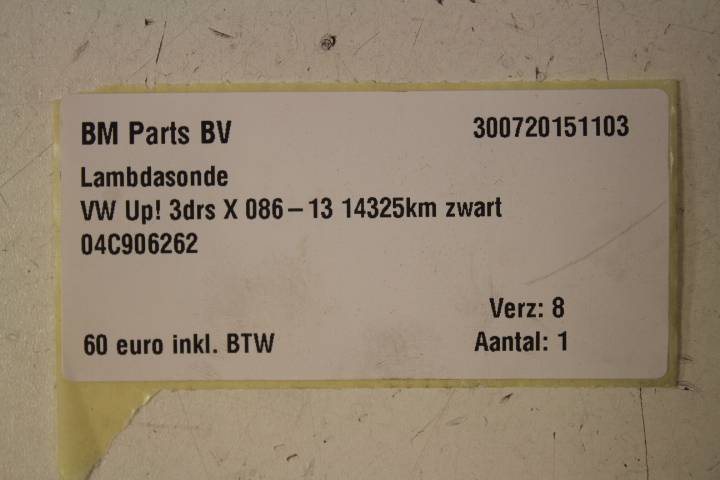 BM Parts BV 300720151103
Lambdasonde
VW Up! 3drs X 086-13 14325km zwart
04C906262
Verz: 8
60 euro inkl. BTW Aantal: 1